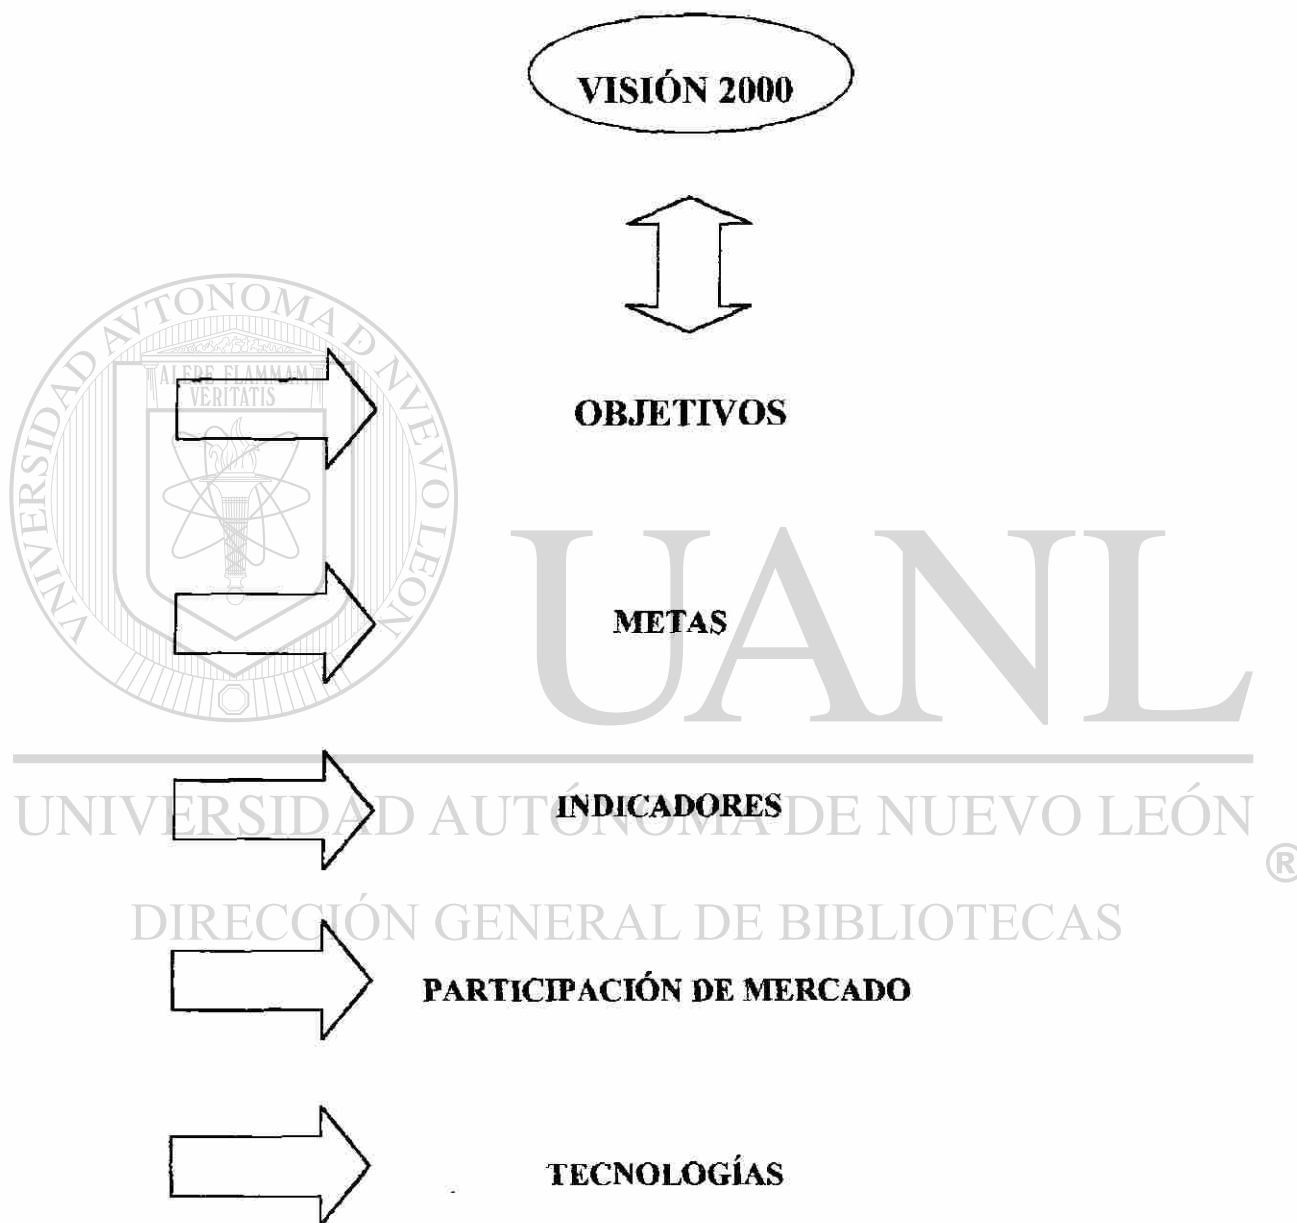 VISIÓN 2000
UNIVERSIDAD AUTONOMA D NUEVO LEON
ALERE FLAMMAM
VERITATIS
OBJETIVOS
UANL
METAS
INDICADORES
UNIVERSIDAD AUTÓNOMA DE NUEVO LEÓN
®
DIRECCIÓN GENERAL DE BIBLIOTECAS
PARTICIPACIÓN DE MERCADO
TECNOLOGÍAS